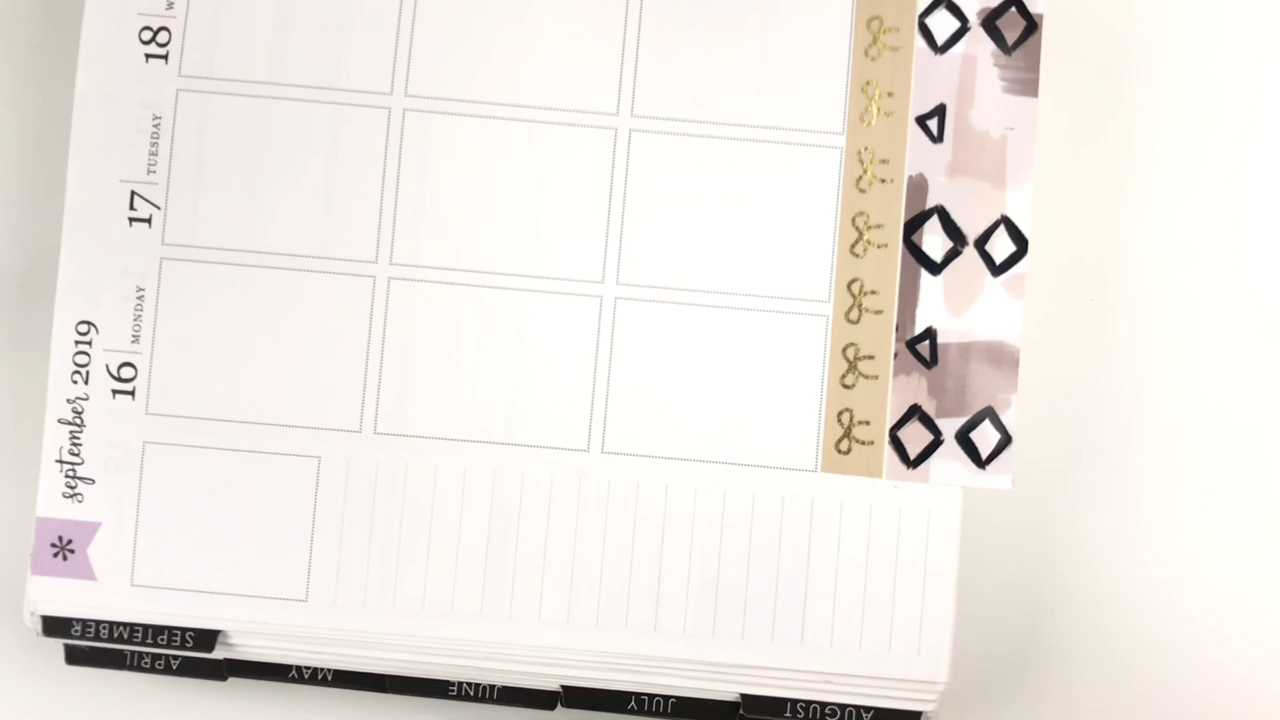 september 2019
16 MONDAY
17 TUESDAY
18 W
*
SEPTEMBER
APRIL
MAY
JUNE
JULY
AUGUST